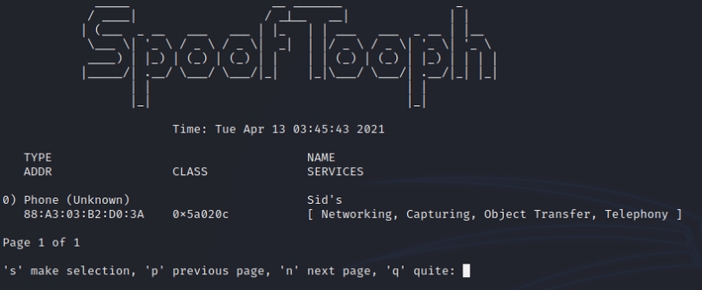 SpoofTooph
Time: Tue Apr 13 03:45:43 2021
TYPE NAME
ADDR CLASS SERVICES
0) Phone (Unknown) Sid's
88:A3:03:B2:D0:3A 0×5a020c [ Networking, Capturing, Object Transfer, Telephony ]
Page 1 of 1
's' make selection, 'p' previous page, 'n' next page, 'q' quite: